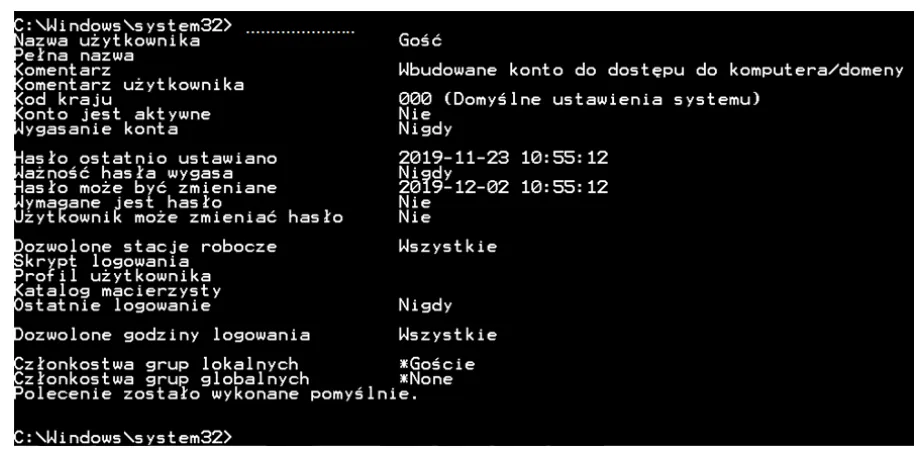 C:\Windows\system32> ......................
Nazwa użytkownika Gość
Pełna nazwa
Komentarz Wbudowane konto do dostępu do komputera/domeny
Komentarz użytkownika
Kod kraju 000 (Domyślne ustawienia systemu)
Konto jest aktywne Nie
Wygasanie konta Nigdy
Hasło ostatnio ustawiano 2019-11-23 10:55:12
Ważność hasła wygasa Nigdy
Hasło może być zmieniane 2019-12-02 10:55:12
Wymagane jest hasło Nie
Użytkownik może zmieniać hasło Nie
Dozwolone stacje robocze Wszystkie
Skrypt logowania
Profil użytkownika
Katalog macierzysty
Ostatnie logowanie Nigdy
Dozwolone godziny logowania Wszystkie
Członkostwa grup lokalnych *Goście
Członkostwa grup globalnych *None
Polecenie zostało wykonane pomyślnie.
C:\Windows\system32>